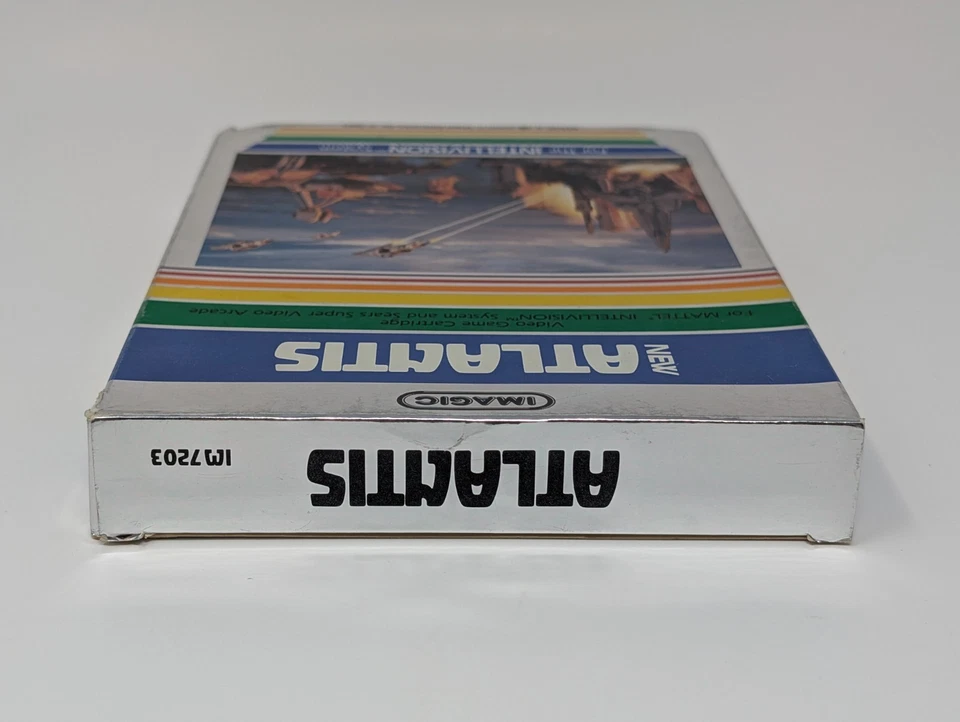 IMAGIC
NEW ATLANTIS
Video Game Cartridge
For MATTEL® INTELLIVISION™ System and Sears Super Video Arcade
INTELLIVISION
ATLANTIS
IM7203